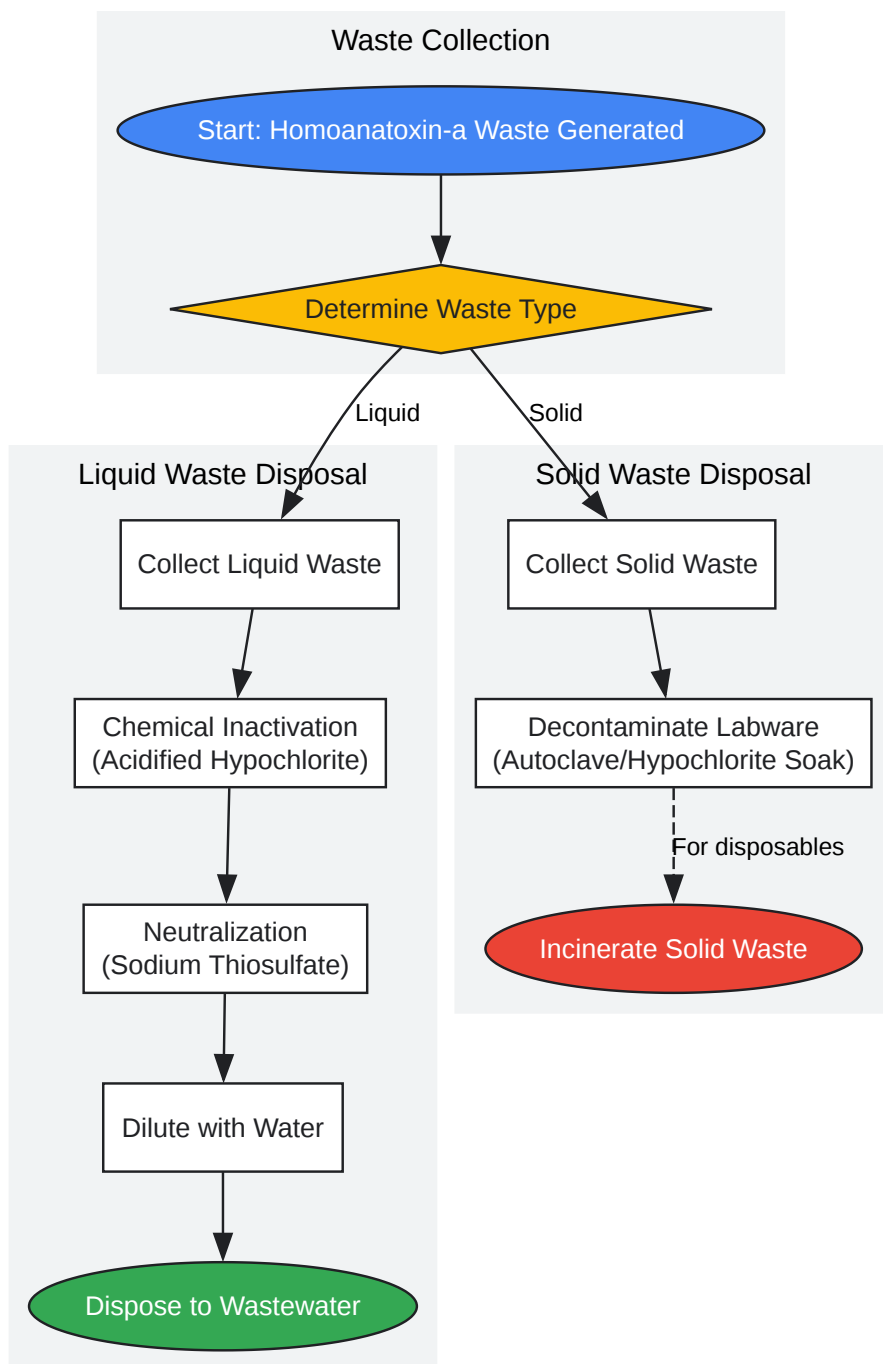 Waste Collection
Start: Homoanatoxin-a Waste Generated
Determine Waste Type
Liquid
Solid
Liquid Waste Disposal
Collect Liquid Waste
Chemical Inactivation
(Acidified Hypochlorite)
Neutralization
(Sodium Thiosulfate)
Dilute with Water
Dispose to Wastewater
Solid Waste Disposal
Collect Solid Waste
Decontaminate Labware
(Autoclave/Hypochlorite Soak)
For disposables
Incinerate Solid Waste